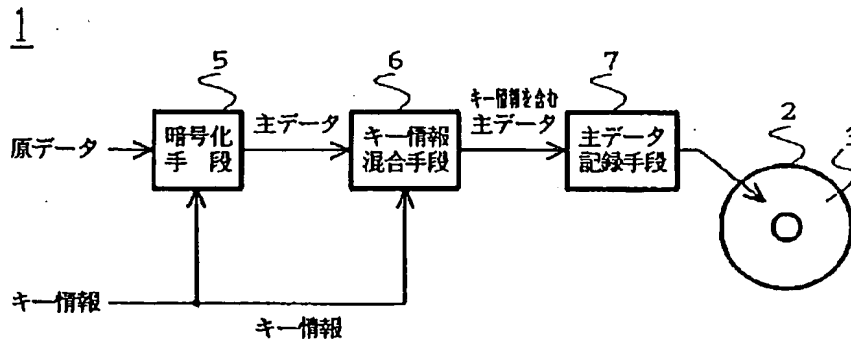 1
5
6
7
キー情報を含む
主データ
主データ
2
原データ
暗号化
手 段
キー情報
混合手段
主データ
記録手段
キー情報
キー情報